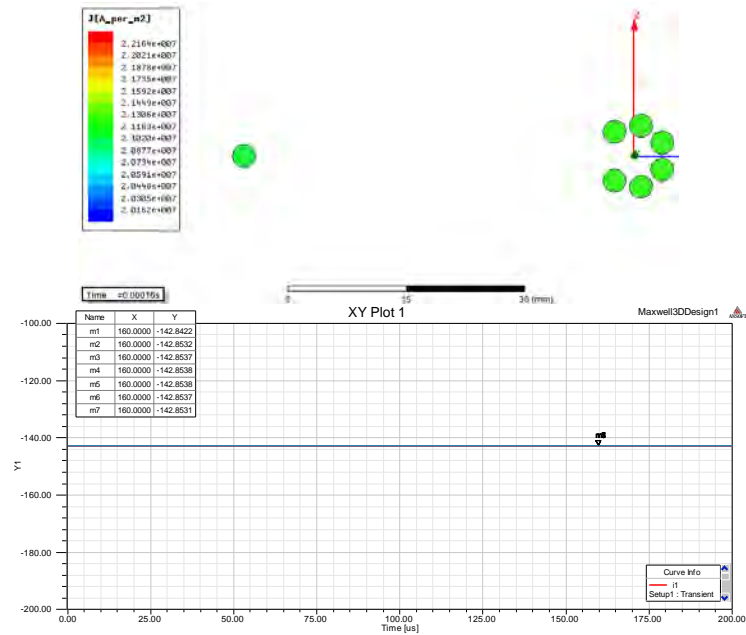 J[A_per_m2]
2.2164e+007
2.2021e+007
2.1878e+007
2.1735e+007
2.1592e+007
2.1449e+007
2.1306e+007
2.1163e+007
2.1020e+007
2.0877e+007
2.0734e+007
2.0591e+007
2.0448e+007
2.0305e+007
2.0162e+007
Z
Time =0.00016s
0 15 30 (mm)
XY Plot 1
Maxwell3DDesign1
ANSOFT
Name X Y
m1 160.0000 -142.8422
m2 160.0000 -142.8532
m3 160.0000 -142.8537
m4 160.0000 -142.8538
m5 160.0000 -142.8538
m6 160.0000 -142.8537
m7 160.0000 -142.8531
-100.00
-120.00
-140.00
-160.00
-180.00
-200.00
Y1
Curve Info
i1
Setup1 : Transient
0.00 25.00 50.00 75.00 100.00 125.00 150.00 175.00 200.00
Time [us]